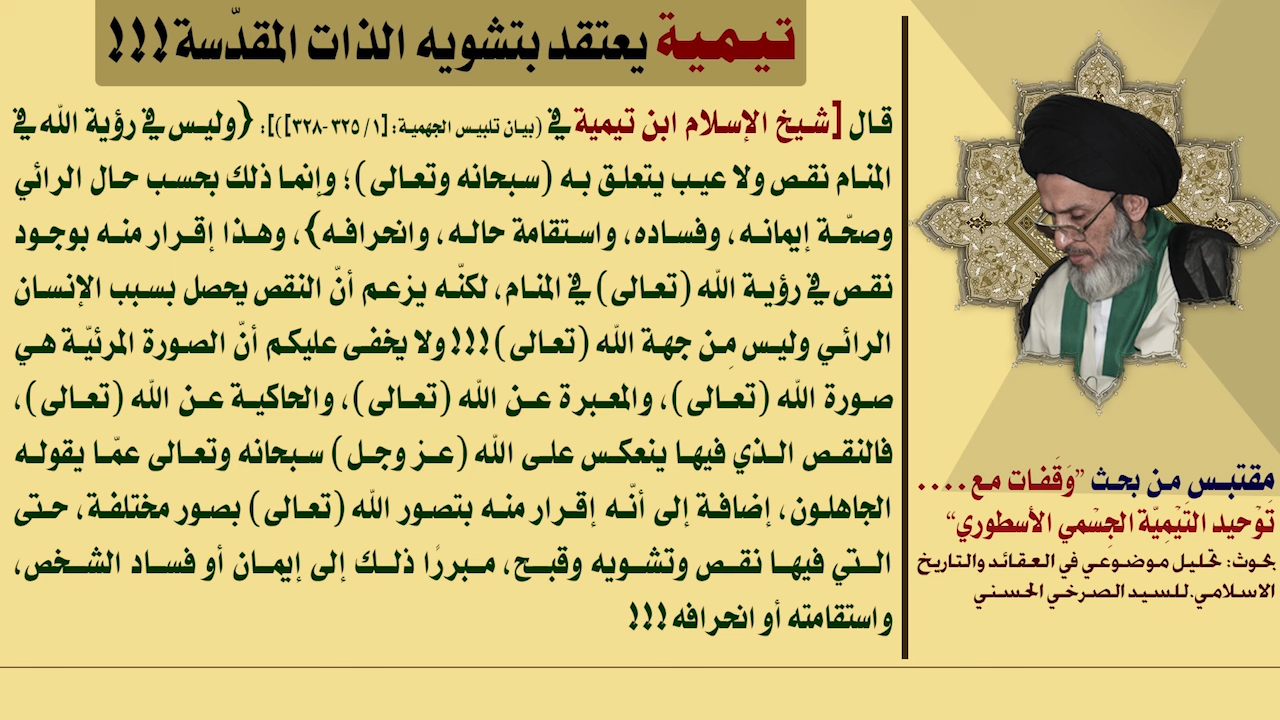 تيمية يعتقد بتشويه الذات المقدّسة!!!
قال [شيخ الإسلام ابن تيمية في (بيان تلبيس الجهمية: [١/ ٣٢٥ -٣٢٨])]: {وليس في رؤية الله في
المنام نقص ولا عيب يتعلق به (سبحانه وتعالى)؛ وإنما ذلك بحسب حال الرائي
وصحّة إيمانه، وفساده، واستقامة حاله، وانحرافه}، وهذا إقرار منه بوجود
نقص في رؤية الله (تعالى) في المنام، لكنّه يزعم أنّ النقص يحصل بسبب الإنسان
الرائي وليس مِن جهة الله (تعالى)!!! ولا يخفى عليكم أنّ الصورة المرئيّة هي
صورة الله (تعالى)، والمعبرة عن الله (تعالى)، والحاكية عن الله (تعالى)،
فالنقص الذي فيها ينعكس على الله (عز وجل) سبحانه وتعالى عمّا يقوله
الجاهلون، إضافة إلى أنّه إقرار منه بتصور الله (تعالى) بصور مختلفة، حتى
التي فيها نقص وتشويه وقبح، مبررًا ذلك إلى إيمان أو فساد الشخص،
واستقامته أو انحرافه!!!
مقتبس مِن بحث "وَقَفات مع....
تَوْحيد التَيْمِيّة الجِسْمي الأسطوري"
بحوث: تحليل موضوعي في العقائد والتاريخ
الاسلامي.للسيد الصرخي الحسني